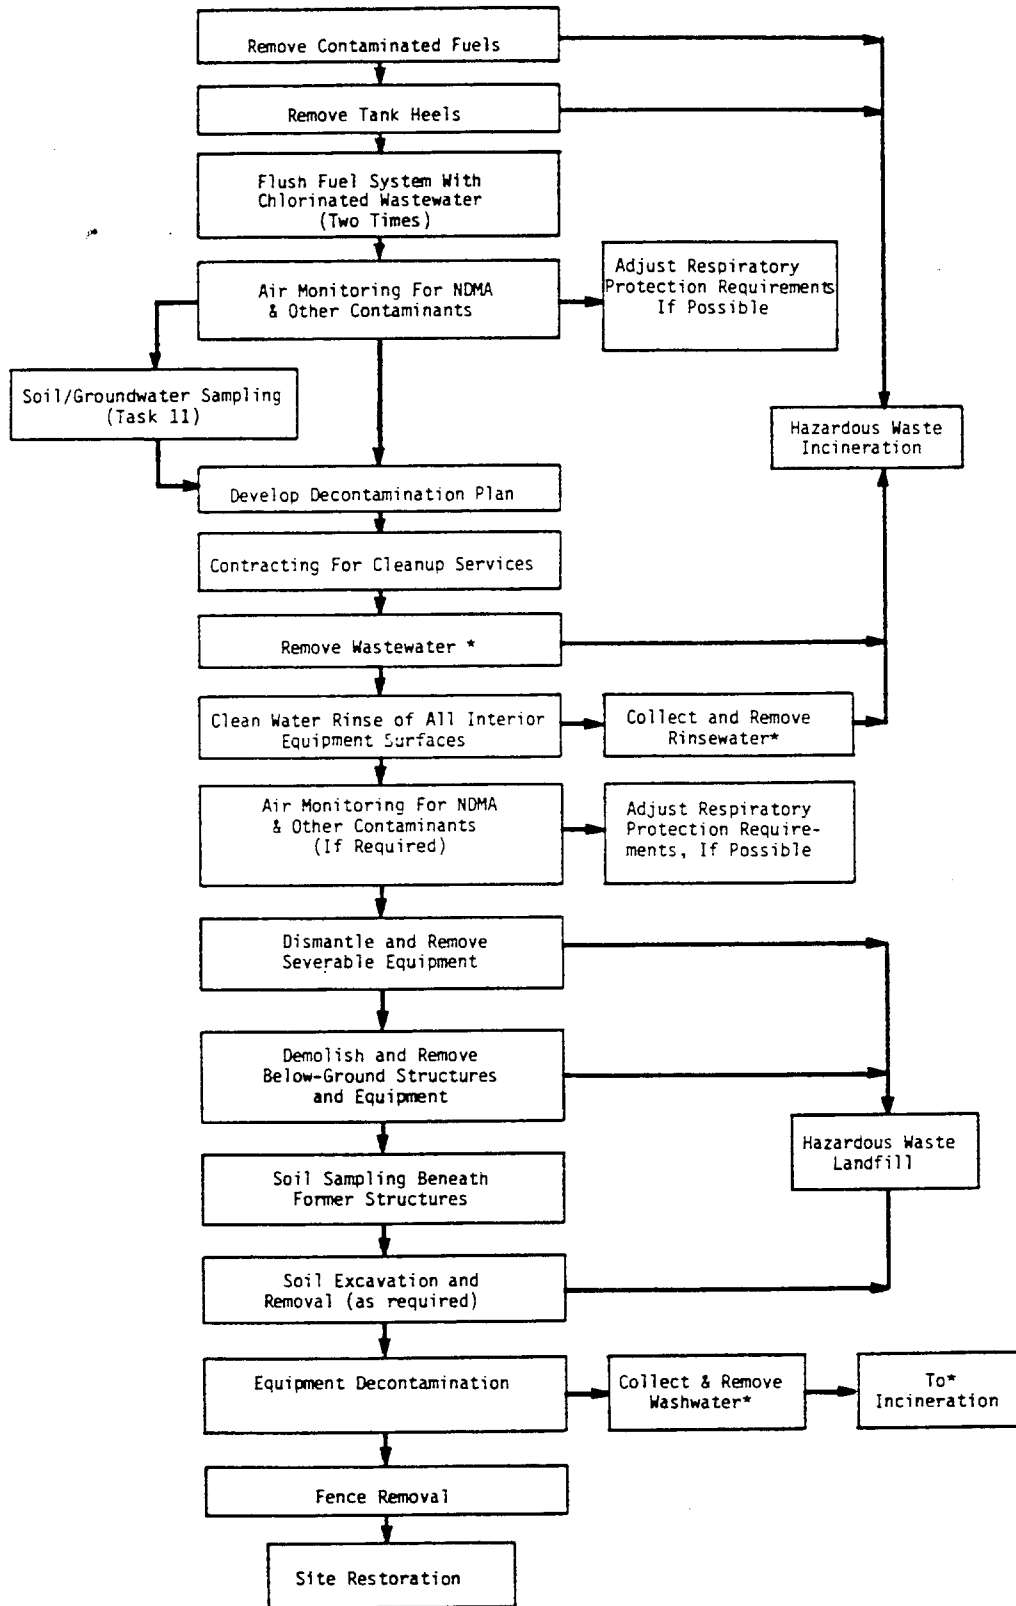 Remove Contaminated Fuels
Remove Tank Heels
Flush Fuel System With
Chlorinated Wastewater
(Two Times)
Air Monitoring For NDMA
& Other Contaminants
Adjust Respiratory
Protection Requirements
If Possible
Soil/Groundwater Sampling
(Task 11)
Hazardous Waste
Incineration
Develop Decontamination Plan
Contracting For Cleanup Services
Remove Wastewater *
Clean Water Rinse of All Interior
Equipment Surfaces
Collect and Remove
Rinsewater*
Air Monitoring For NDMA
& Other Contaminants
(If Required)
Adjust Respiratory
Protection Require-
ments, If Possible
Dismantle and Remove
Severable Equipment
Demolish and Remove
Below-Ground Structures
and Equipment
Hazardous Waste
Landfill
Soil Sampling Beneath
Former Structures
Soil Excavation and
Removal (as required)
Equipment Decontamination
Collect & Remove
Washwater*
To*
Incineration
Fence Removal
Site Restoration